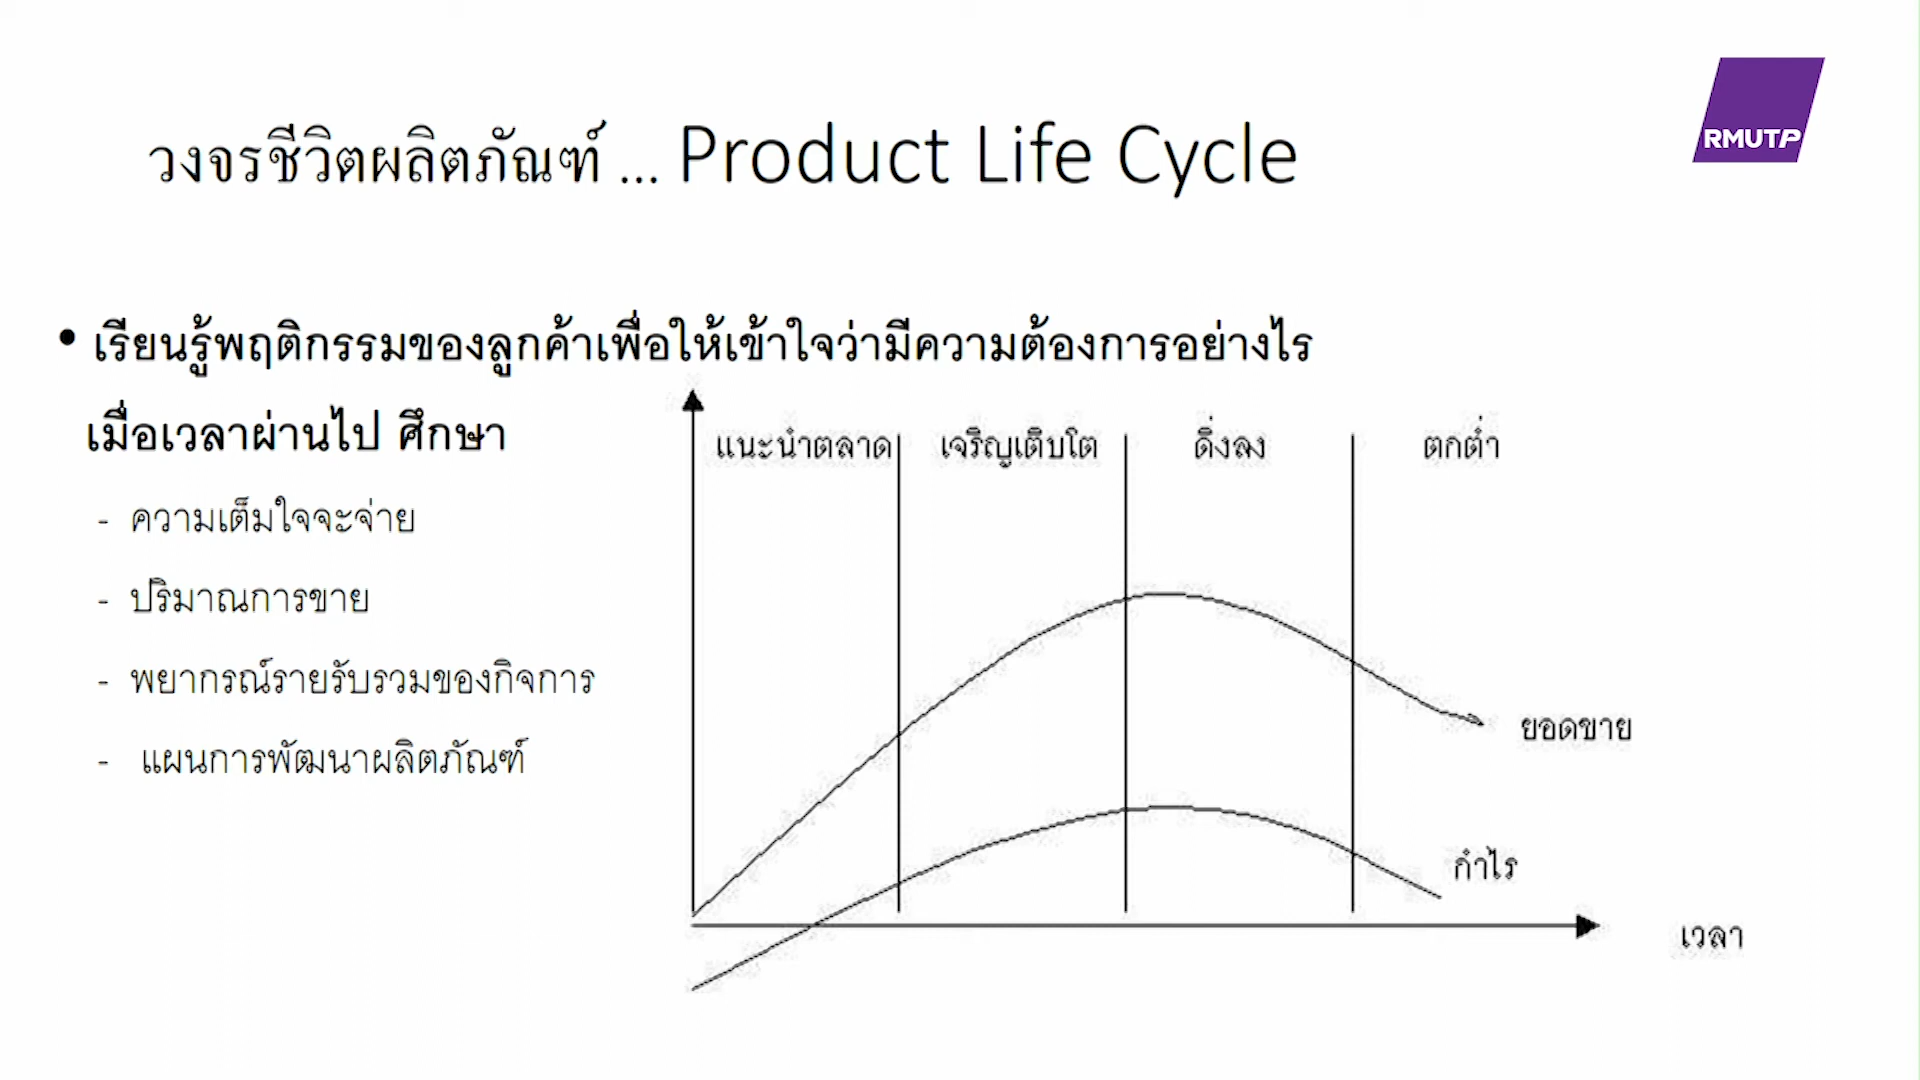 RMUTP
วงจรชีวิตผลิตภัณฑ์ ... Product Life Cycle
• เรียนรู้พฤติกรรมของลูกค้าเพื่อให้เข้าใจว่ามีความต้องการอย่างไร
เมื่อเวลาผ่านไป ศึกษา
- ความเต็มใจจะจ่าย
- ปริมาณการขาย
- พยากรณ์รายรับรวมของกิจการ
- แผนการพัฒนาผลิตภัณฑ์
แนะนำตลาด เจริญเติบโต ดิ่งลง ตกต่ำ
ยอดขาย
กำไร
เวลา